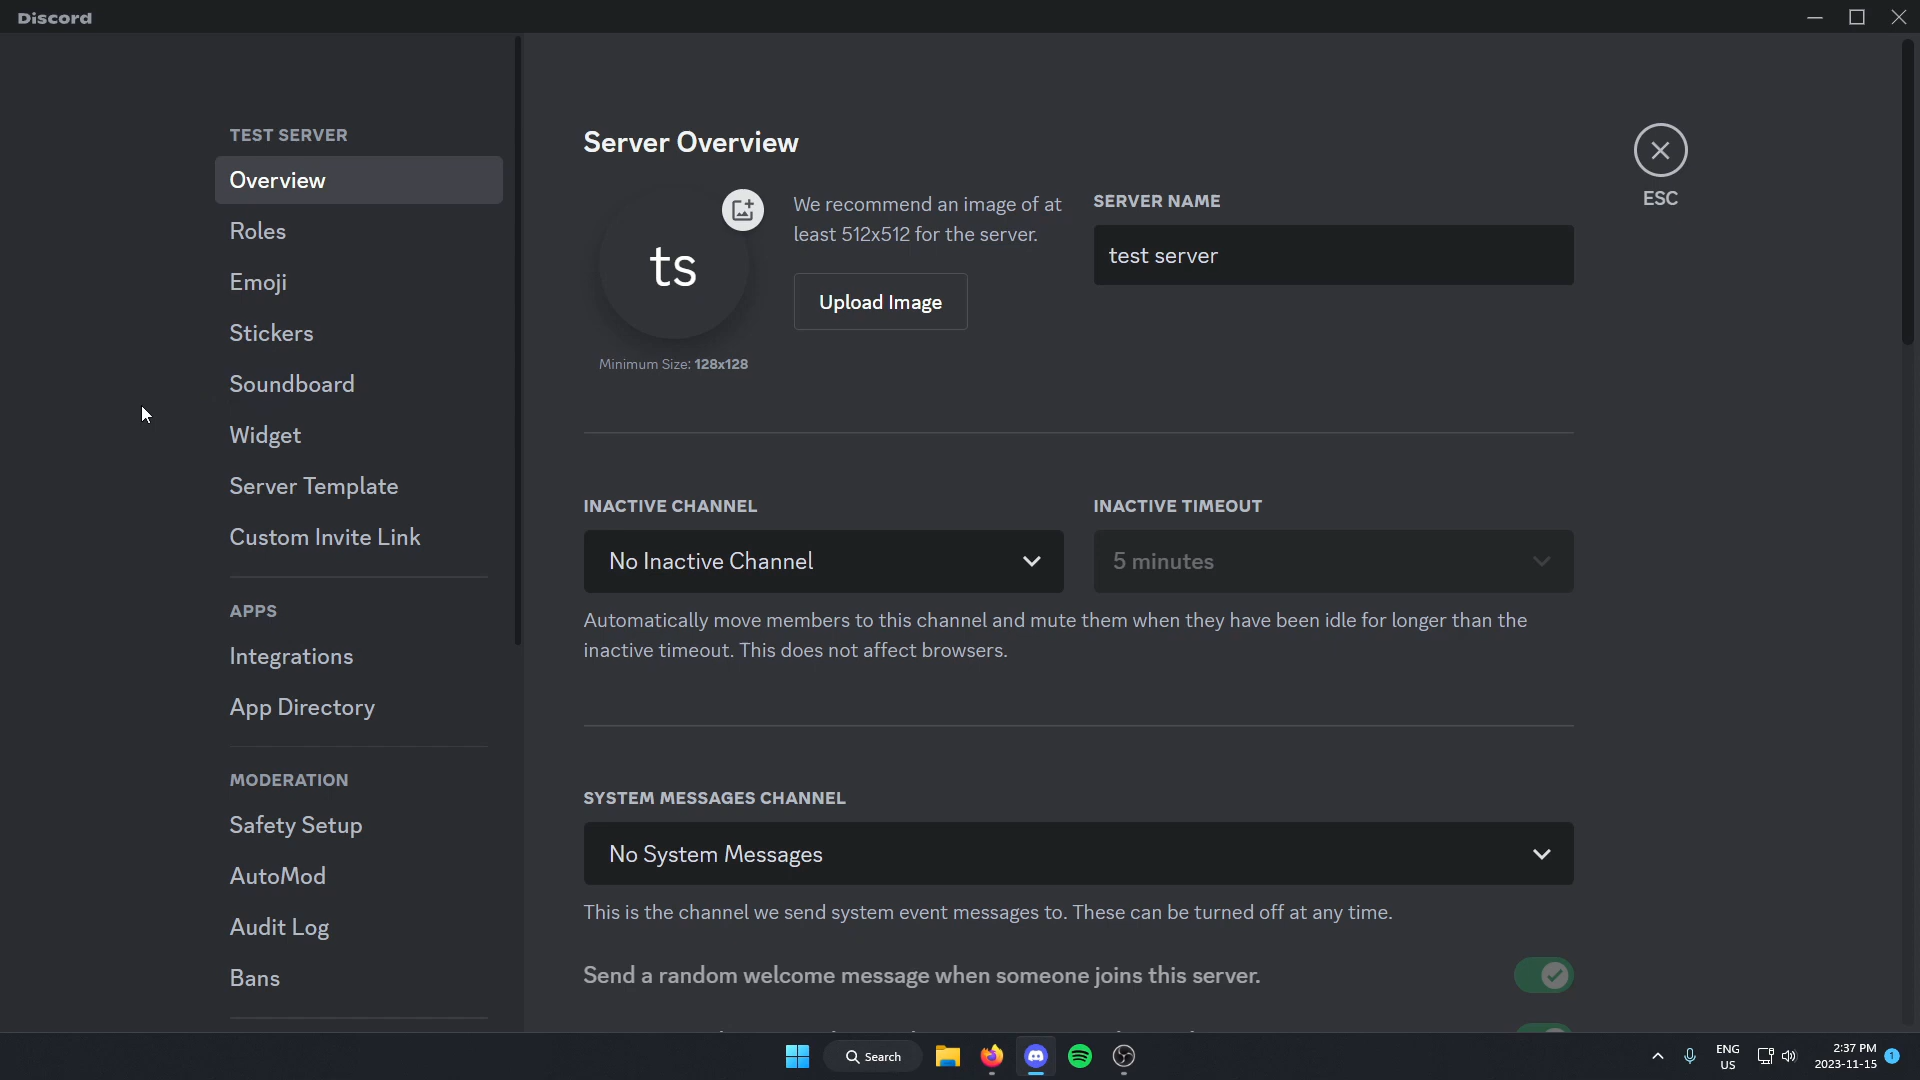 Discord
TEST SERVER
Overview
Roles
Emoji
Stickers
Soundboard
Widget
Server Template
Custom Invite Link
APPS
Integrations
App Directory
MODERATION
Safety Setup
AutoMod
Audit Log
Bans
Server Overview
ts
Minimum Size: 128x128
We recommend an image of at
least 512x512 for the server.
Upload Image
SERVER NAME
test server
ESC
INACTIVE CHANNEL
No Inactive Channel
INACTIVE TIMEOUT
5 minutes
Automatically move members to this channel and mute them when they have been idle for longer than the
inactive timeout. This does not affect browsers.
SYSTEM MESSAGES CHANNEL
No System Messages
This is the channel we send system event messages to. These can be turned off at any time.
Send a random welcome message when someone joins this server.
Search
ENG
US
2:37 PM
2023-11-15
1